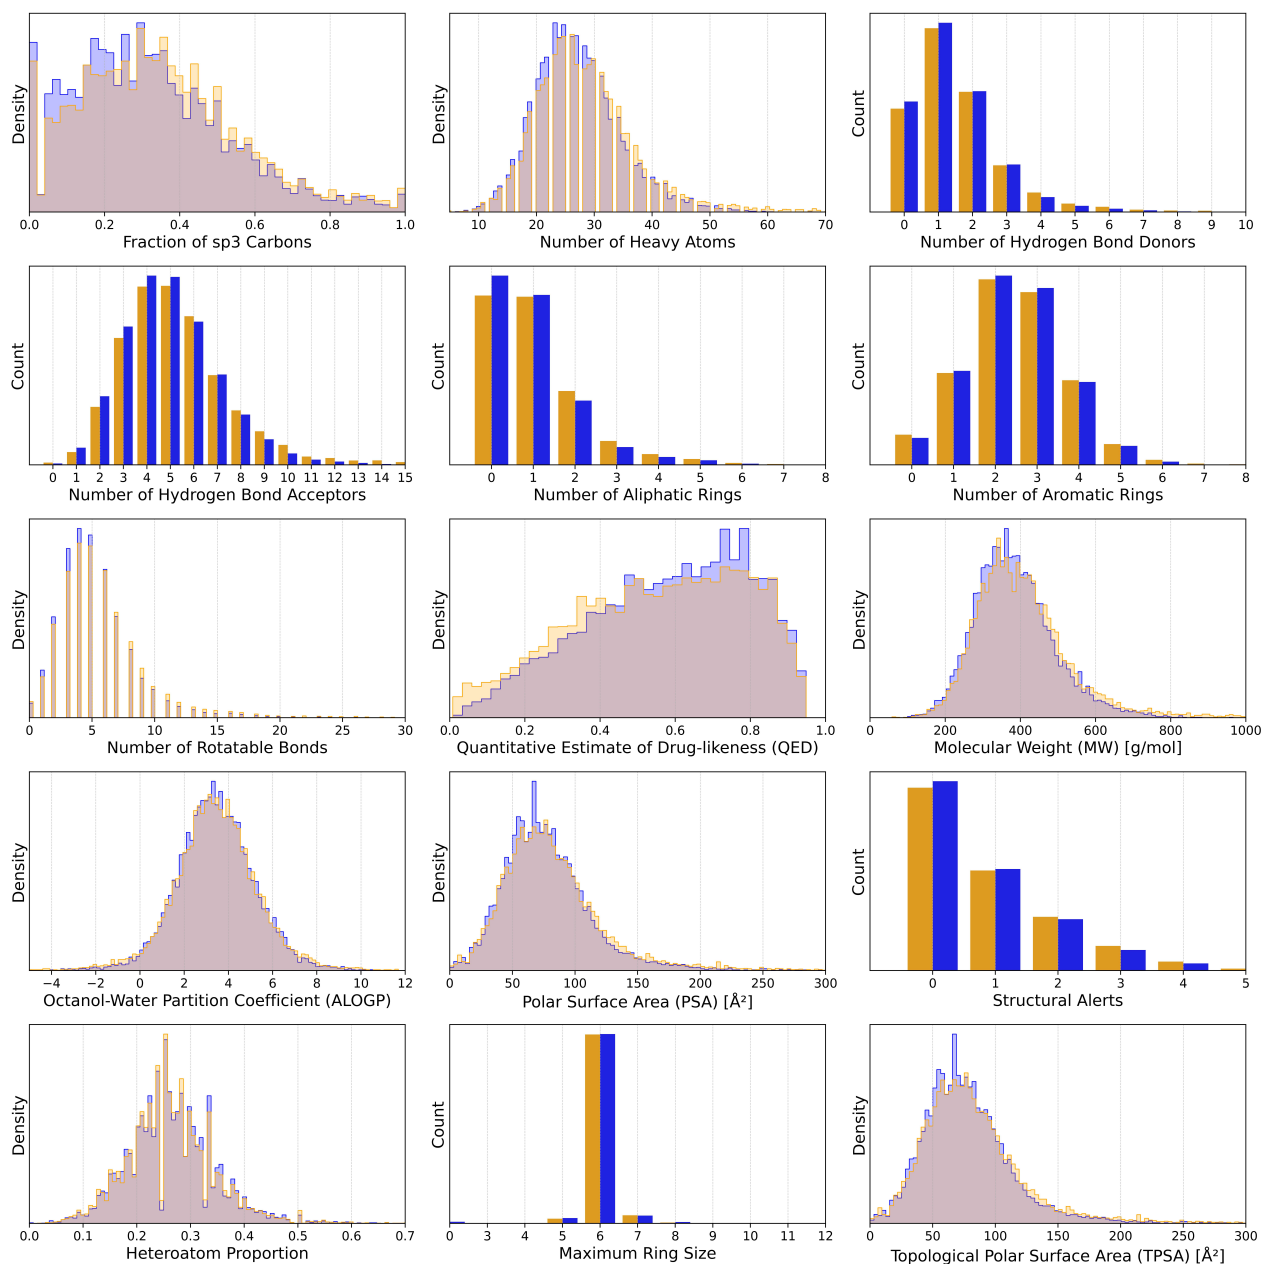 Density
0.0 0.2 0.4 0.6 0.8 1.0
Fraction of sp3 Carbons
Density
10 20 30 40 50 60 70
Number of Heavy Atoms
Count
0 1 2 3 4 5 6 7 8 9 10
Number of Hydrogen Bond Donors
Count
0 1 2 3 4 5 6 7 8 9 10 11 12 13 14 15
Number of Hydrogen Bond Acceptors
Count
0 1 2 3 4 5 6 7 8
Number of Aliphatic Rings
Count
0 1 2 3 4 5 6 7 8
Number of Aromatic Rings
Density
0 5 10 15 20 25 30
Number of Rotatable Bonds
Density
0.0 0.2 0.4 0.6 0.8 1.0
Quantitative Estimate of Drug-likeness (QED)
Density
0 200 400 600 800 1000
Molecular Weight (MW) [g/mol]
Density
−4 −2 0 2 4 6 8 10 12
Octanol-Water Partition Coefficient (ALOGP)
Density
0 50 100 150 200 250 300
Polar Surface Area (PSA) [Å²]
Count
0 1 2 3 4 5
Structural Alerts
Density
0.0 0.1 0.2 0.3 0.4 0.5 0.6 0.7
Heteroatom Proportion
Count
0 3 4 5 6 7 8 9 10 11 12
Maximum Ring Size
Density
0 50 100 150 200 250 300
Topological Polar Surface Area (TPSA) [Å²]